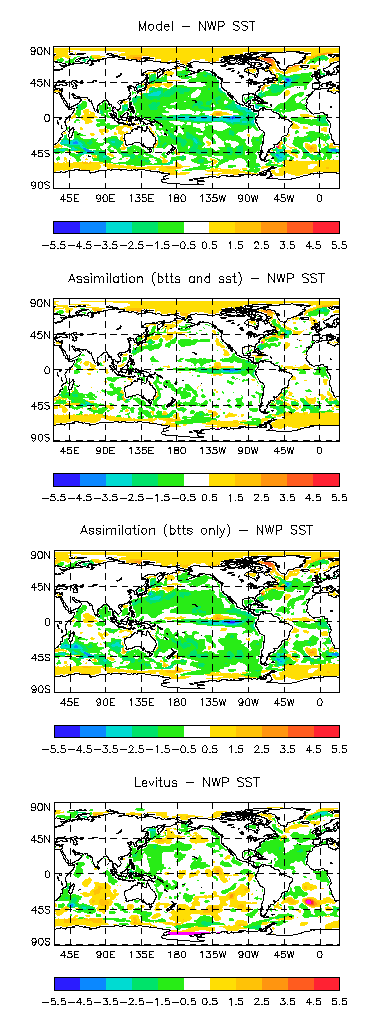 Model – NWP SST
90N
45N
0
45S
90S
45E 90E 135E 180 135W 90W 45W 0
−5.5−4.5−3.5−2.5−1.5−0.5 0.5 1.5 2.5 3.5 4.5 5.5
Assimilation (btts and sst) – NWP SST
90N
45N
0
45S
90S
45E 90E 135E 180 135W 90W 45W 0
−5.5−4.5−3.5−2.5−1.5−0.5 0.5 1.5 2.5 3.5 4.5 5.5
Assimilation (btts only) – NWP SST
90N
45N
0
45S
90S
45E 90E 135E 180 135W 90W 45W 0
−5.5−4.5−3.5−2.5−1.5−0.5 0.5 1.5 2.5 3.5 4.5 5.5
Levitus – NWP SST
90N
45N
0
45S
90S
45E 90E 135E 180 135W 90W 45W 0
−5.5−4.5−3.5−2.5−1.5−0.5 0.5 1.5 2.5 3.5 4.5 5.5